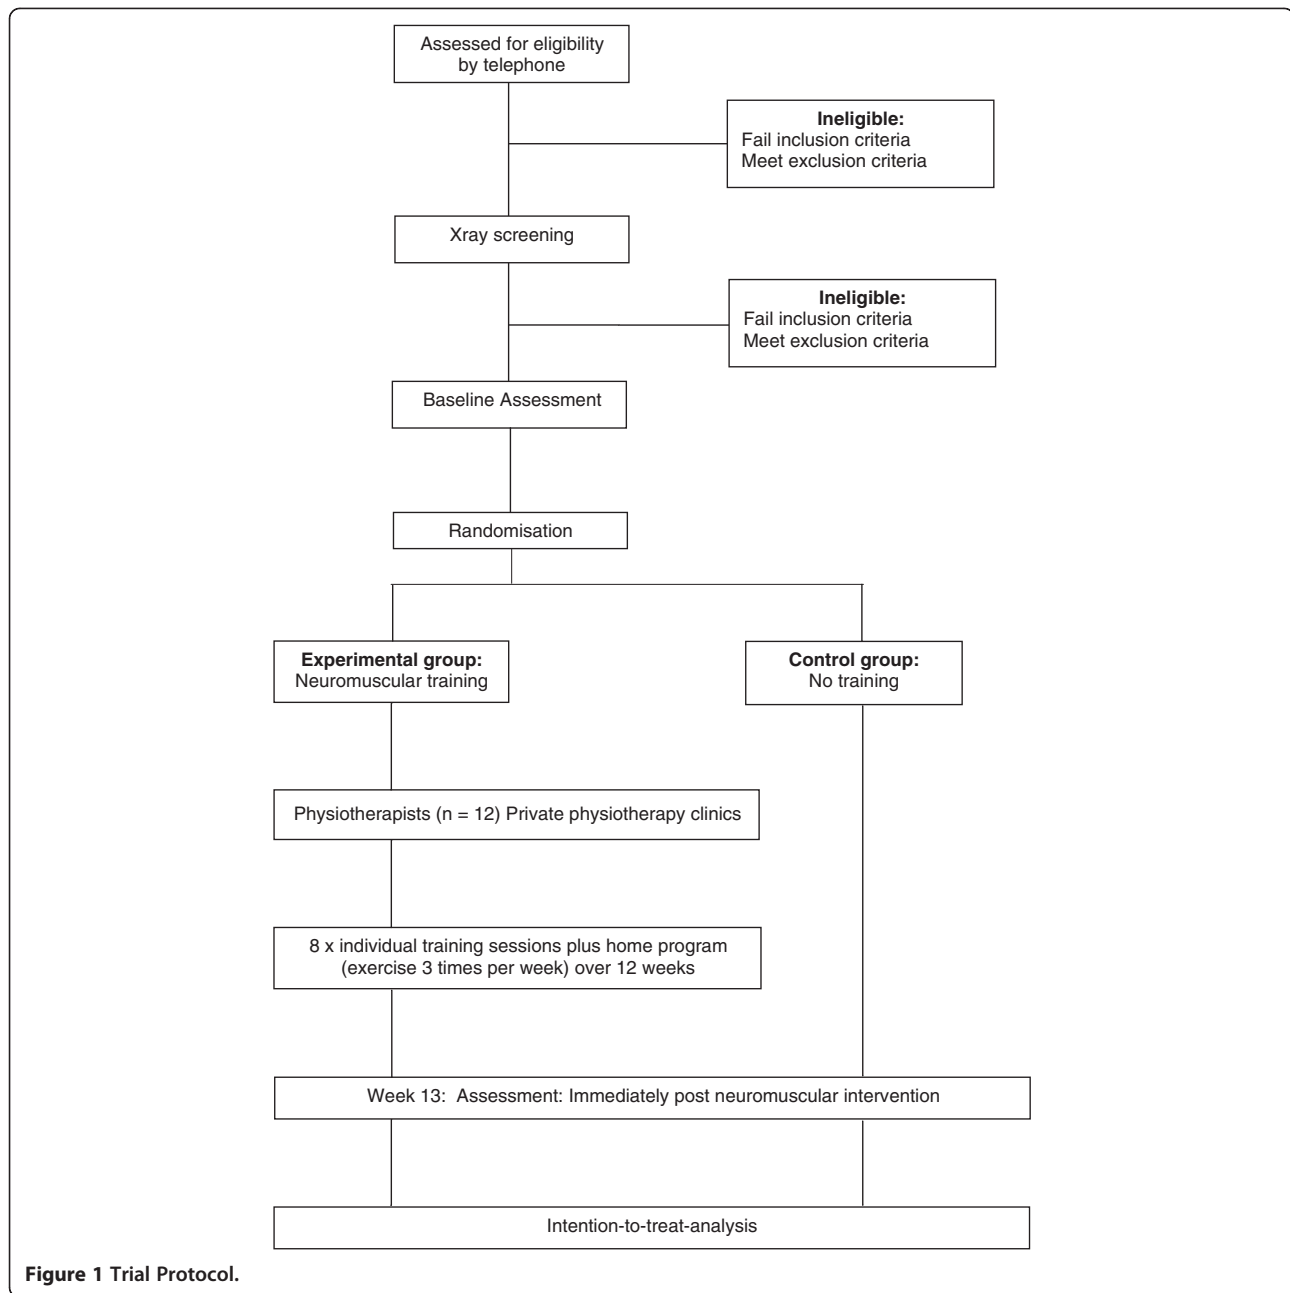 Assessed for eligibility
by telephone
Ineligible:
Fail inclusion criteria
Meet exclusion criteria
Xray screening
Ineligible:
Fail inclusion criteria
Meet exclusion criteria
Baseline Assessment
Randomisation
Experimental group:
Neuromuscular training
Control group:
No training
Physiotherapists (n = 12) Private physiotherapy clinics
8 x individual training sessions plus home program
(exercise 3 times per week) over 12 weeks
Week 13: Assessment: Immediately post neuromuscular intervention
Intention-to-treat-analysis
Figure 1 Trial Protocol.